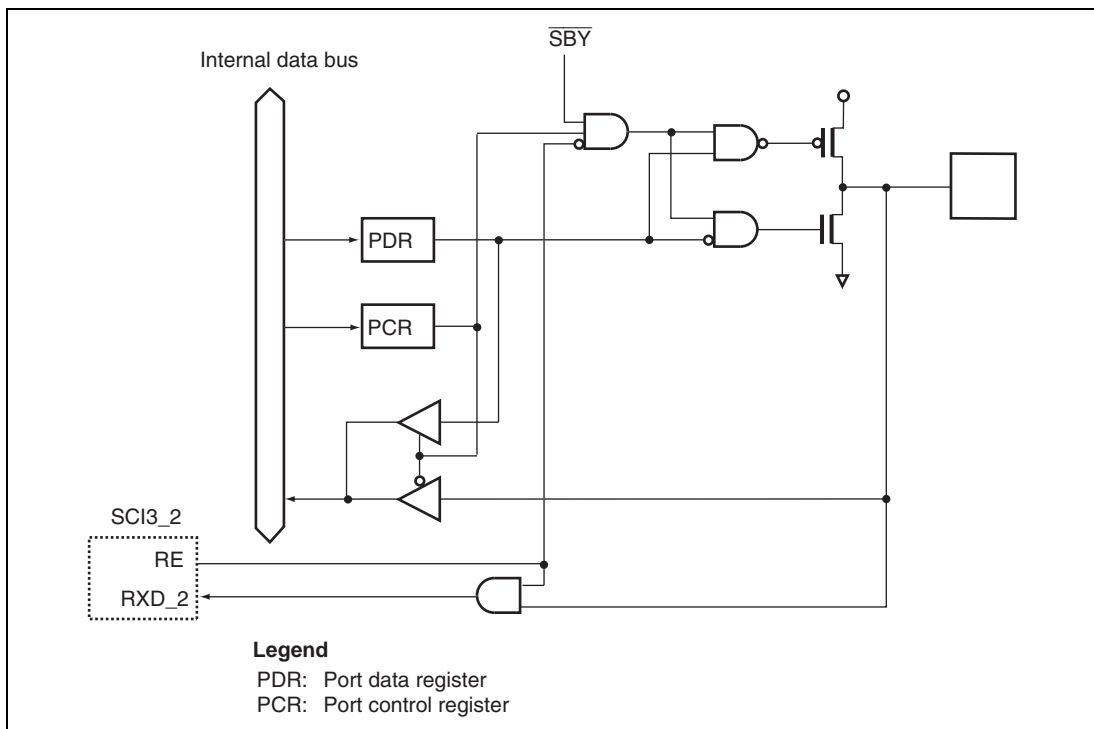 SBY
Internal data bus
PDR
PCR
SCI3_2
RE
RXD_2
Legend
PDR: Port data register
PCR: Port control register